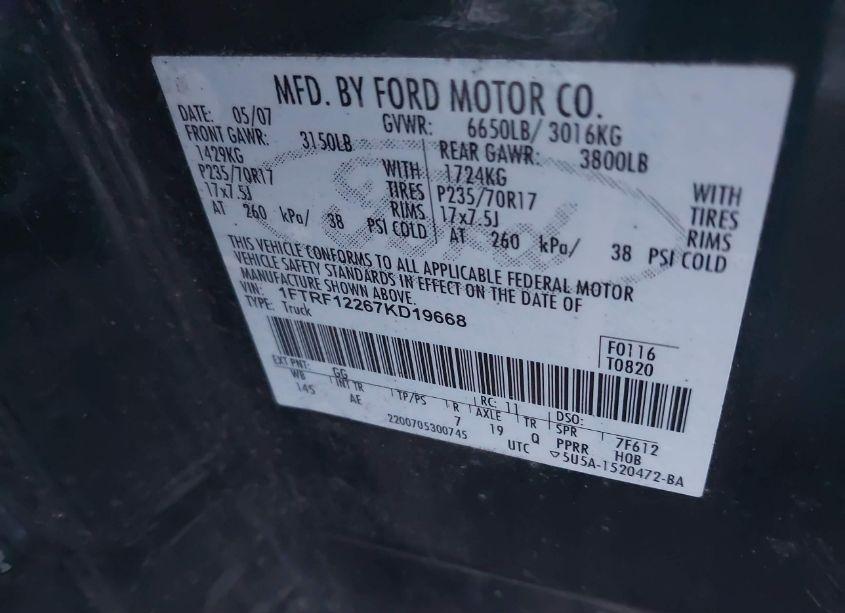 MFD. BY FORD MOTOR CO.
DATE: 05/07 GVWR: 6650LB/ 3016KG
FRONT GAWR: 3150LB REAR GAWR: 3800LB
1429KG WITH 1724KG WITH
P235/70R17 TIRES P235/70R17 TIRES
17x7.5J RIMS 17x7.5J RIMS
AT 260 kPa/ 38 PSI COLD AT 260 kPa/ 38 PSI COLD
THIS VEHICLE CONFORMS TO ALL APPLICABLE FEDERAL MOTOR
VEHICLE SAFETY STANDARDS IN EFFECT ON THE DATE OF
MANUFACTURE SHOWN ABOVE.
VIN: 1FTRF12267KD19668
TYPE: Truck
F0116
T0820
EXT PNT: GG RC: 11 DSO:
WB INT TR TP/PS R AXLE TR SPR 7F612
145 AE 7 19 Q PPRR HOB
2200705300745 UTC ▽5U5A-1520472-BA
Ford